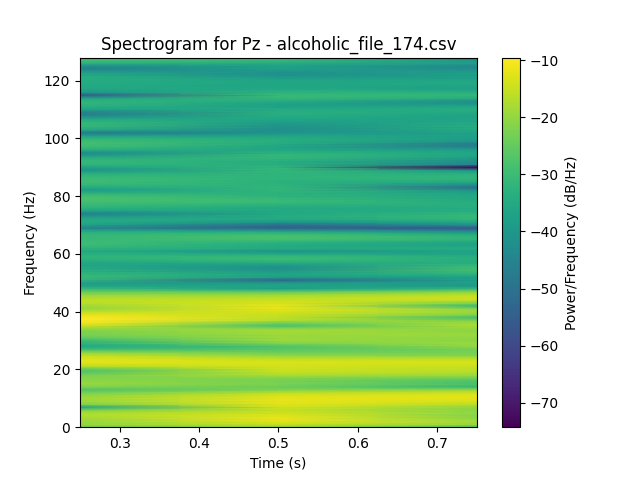 Spectrogram for Pz - alcoholic_file_174.csv
120
100
80
60
40
20
0
Frequency (Hz)
0.3 0.4 0.5 0.6 0.7
Time (s)
−10
−20
−30
−40
−50
−60
−70
Power/Frequency (dB/Hz)